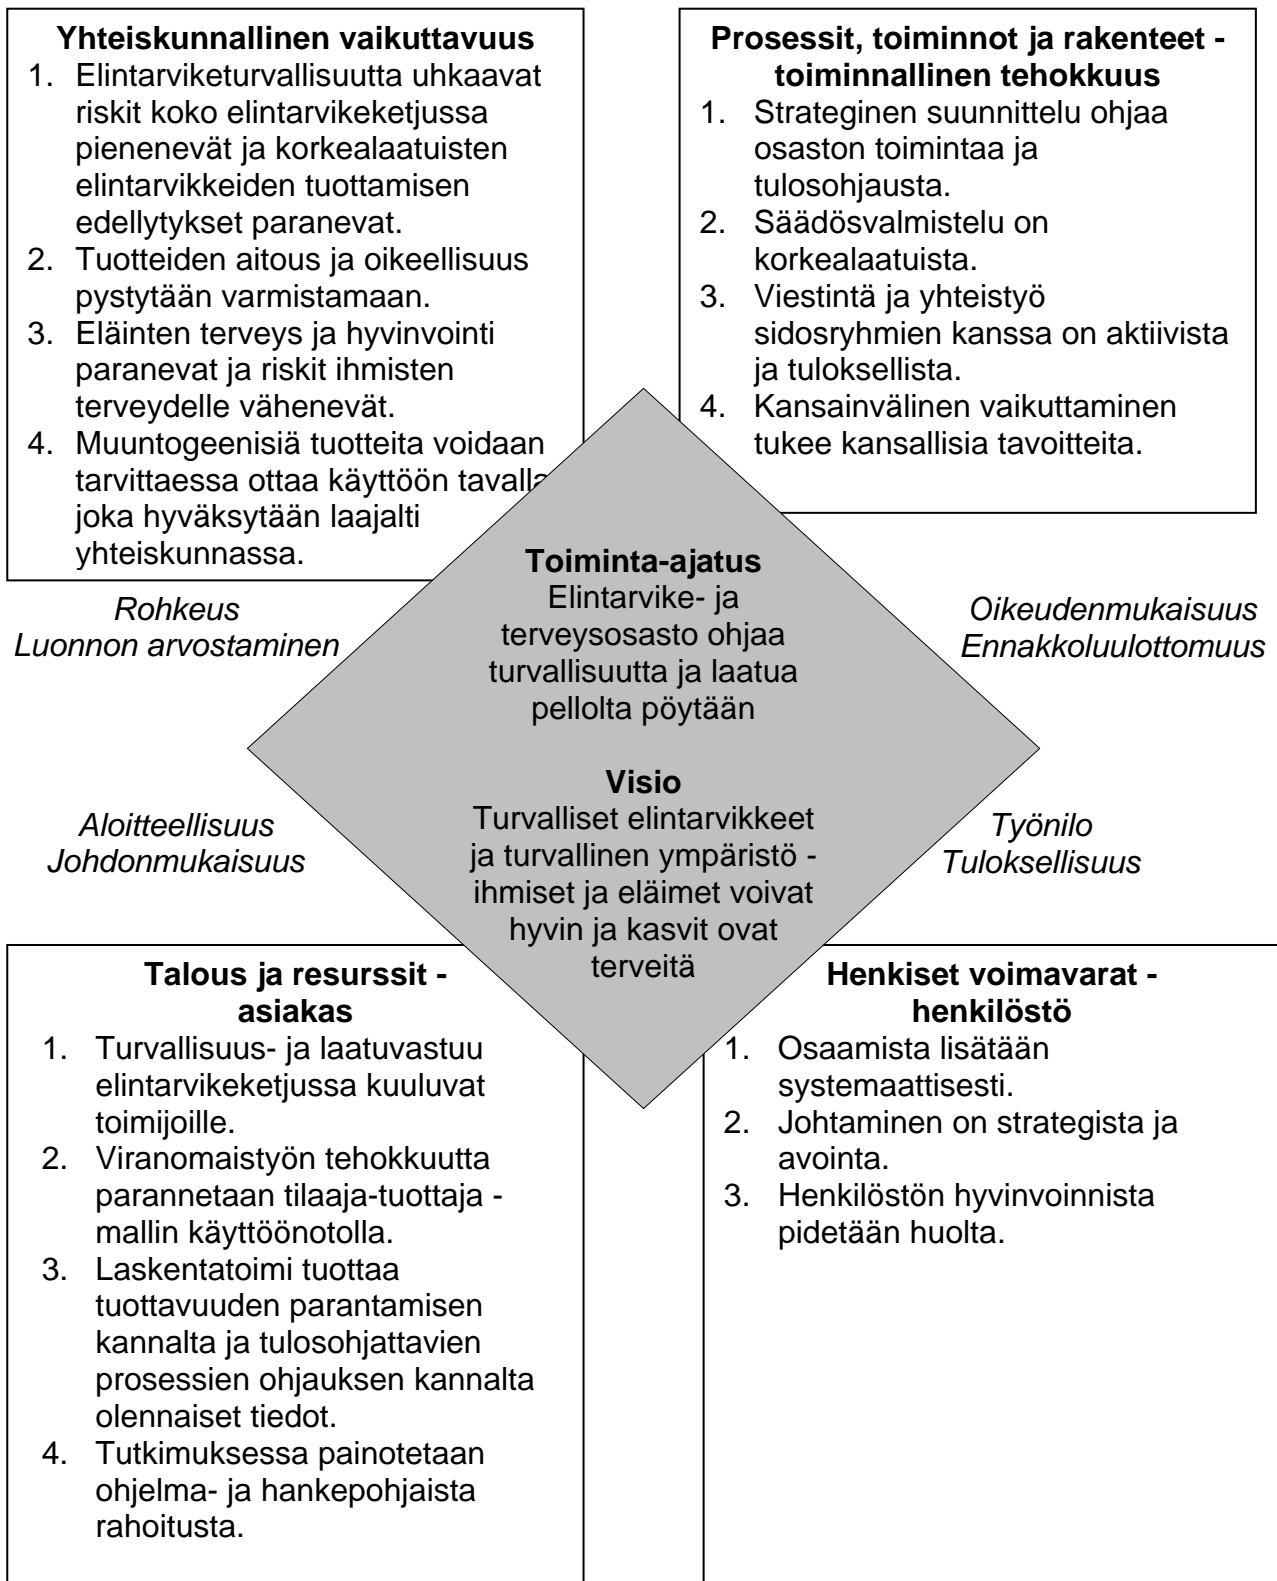 Yhteiskunnallinen vaikuttavuus
1. Elintarviketurvallisuutta uhkaavat
riskit koko elintarvikeketjussa
pienenevät ja korkealaatuisten
elintarvikkeiden tuottamisen
edellytykset paranevat.
2. Tuotteiden aitous ja oikeellisuus
pystytään varmistamaan.
3. Eläinten terveys ja hyvinvointi
paranevat ja riskit ihmisten
terveydelle vähenevät.
4. Muuntogeenisiä tuotteita voidaan
tarvittaessa ottaa käyttöön tavalla
joka hyväksytään laajalti
yhteiskunnassa.
Prosessit, toiminnot ja rakenteet -
toiminnallinen tehokkuus
1. Strateginen suunnittelu ohjaa
osaston toimintaa ja
tulosohjausta.
2. Säädösvalmistelu on
korkealaatuista.
3. Viestintä ja yhteistyö
sidosryhmien kanssa on aktiivista
ja tuloksellista.
4. Kansainvälinen vaikuttaminen
tukee kansallisia tavoitteita.
Rohkeus
Luonnon arvostaminen
Toiminta-ajatus
Elintarvike- ja
terveysosasto ohjaa
turvallisuutta ja laatua
pellolta pöytään
Oikeudenmukaisuus
Ennakkoluulottomuus
Aloitteellisuus
Johdonmukaisuus
Visio
Turvalliset elintarvikkeet
ja turvallinen ympäristö -
ihmiset ja eläimet voivat
hyvin ja kasvit ovat
terveitä
Työnilo
Tuloksellisuus
Talous ja resurssit -
asiakas
1. Turvallisuus- ja laatuvastuu
elintarvikeketjussa kuuluvat
toimijoille.
2. Viranomaistyön tehokkuutta
parannetaan tilaaja-tuottaja -
mallin käyttöönotolla.
3. Laskentatoimi tuottaa
tuottavuuden parantamisen
kannalta ja tulosohjattavien
prosessien ohjauksen kannalta
olennaiset tiedot.
4. Tutkimuksessa painotetaan
ohjelma- ja hankepohjaista
rahoitusta.
Henkiset voimavarat -
henkilöstö
1. Osaamista lisätään
systemaattisesti.
2. Johtaminen on strategista ja
avointa.
3. Henkilöstön hyvinvoinnista
pidetään huolta.